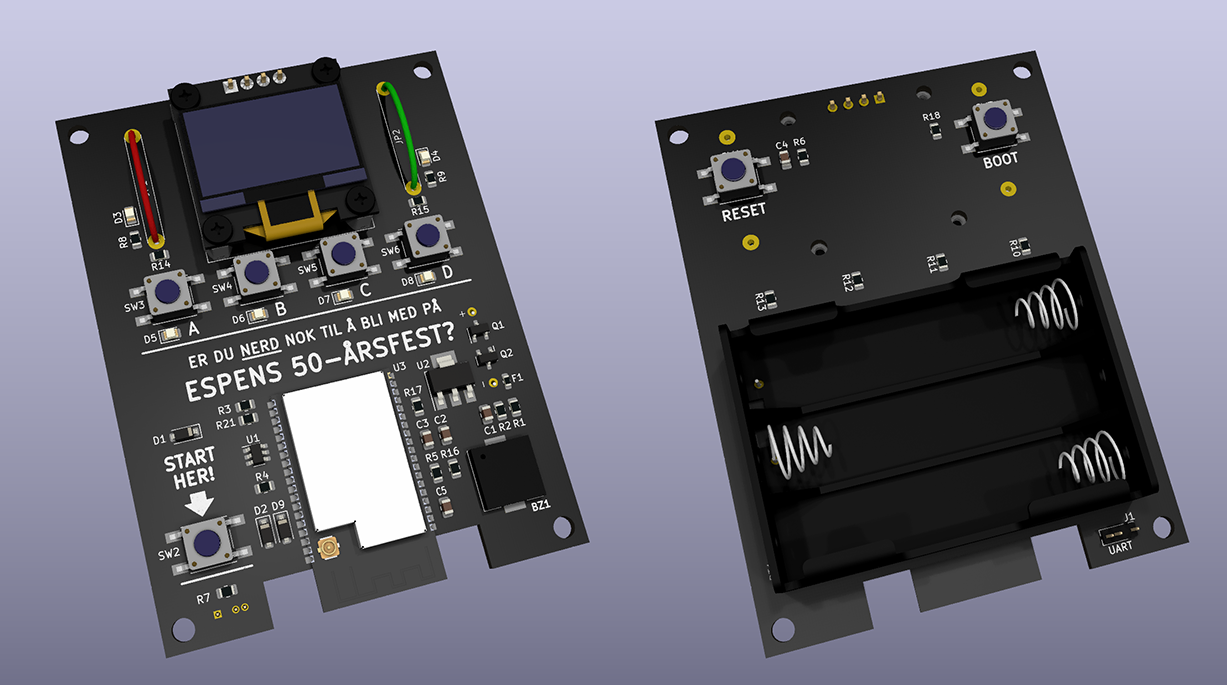 JP2
D4
R9
D3
R8
R14
R15
SW3
SW4
SW5
SW6
D5
A
D6
B
D7
C
D8
D
ER DU NERD NOK TIL Å BLI MED PÅ
ESPENS 50-ÅRSFEST?
+
Q1
Q2
F1
U3
U2
R17
C3
C2
C1
R2
R1
R5
R16
C5
BZ1
R3
R21
D1
U1
START
HER!
R4
D2
D9
SW2
R7
R18
C4
R6
BOOT
RESET
R10
R11
R12
R13
J1
UART